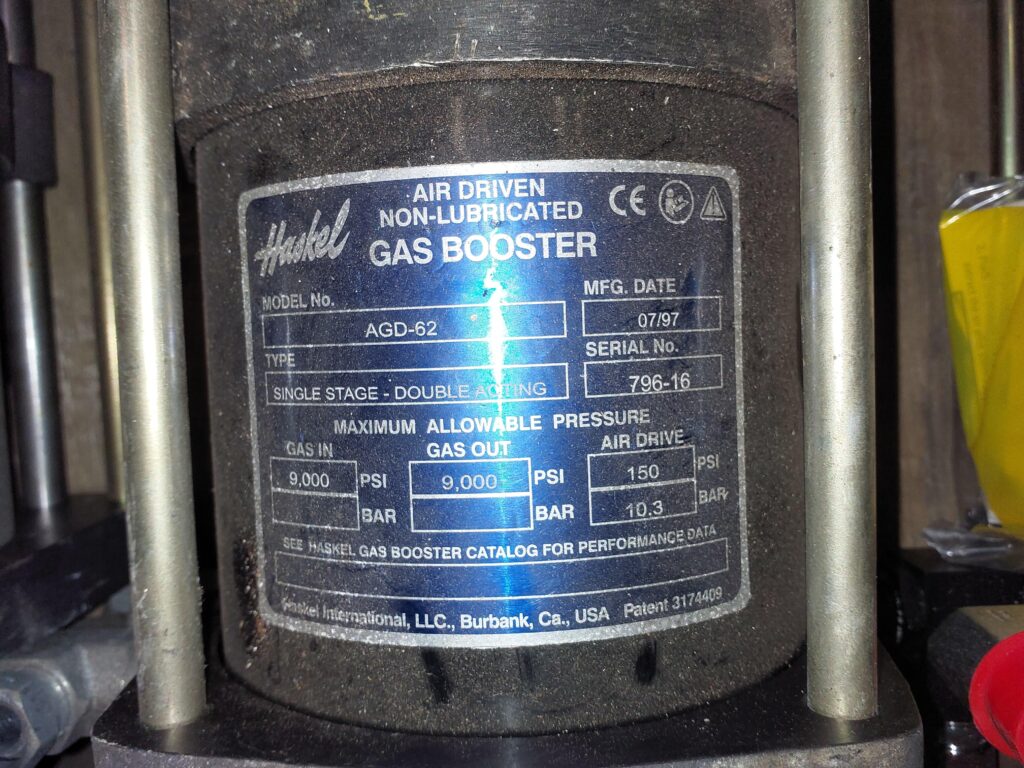 Haskel
AIR DRIVEN
NON-LUBRICATED
GAS BOOSTER
CE
MODEL No.
AGD-62
MFG. DATE
07/97
TYPE
SINGLE STAGE - DOUBLE ACTING
SERIAL No.
796-16
MAXIMUM ALLOWABLE PRESSURE
GAS IN
9,000 PSI
BAR
GAS OUT
9,000 PSI
BAR
AIR DRIVE
150 PSI
10.3 BAR
SEE HASKEL GAS BOOSTER CATALOG FOR PERFORMANCE DATA
Haskel International, LLC., Burbank, Ca., USA Patent 3174409